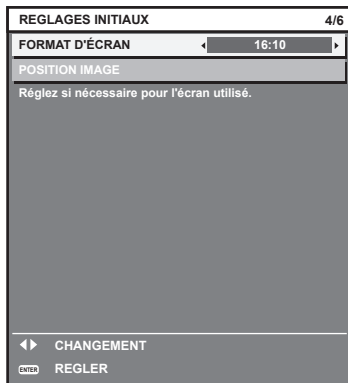 REGLAGES INITIAUX 4/6
FORMAT D'ÉCRAN 16:10
POSITION IMAGE
Réglez si nécessaire pour l'écran utilisé.
CHANGEMENT
ENTER REGLER